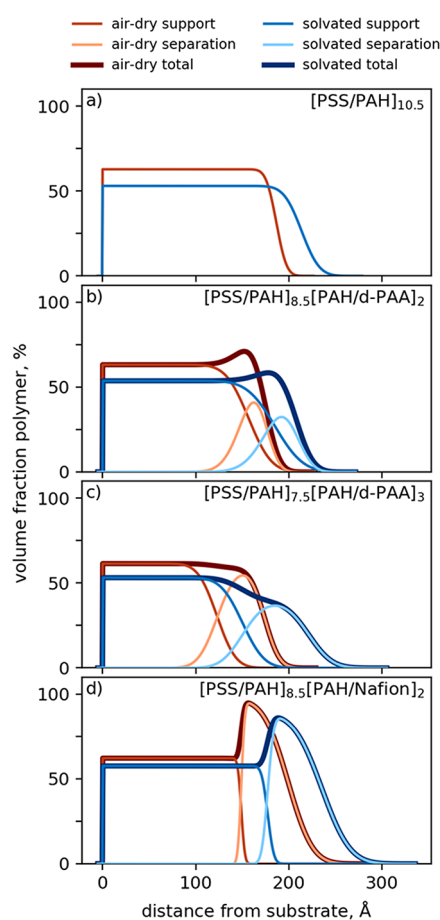 air-dry support
solvated support
air-dry separation
solvated separation
air-dry total
solvated total
a) [PSS/PAH]₁₀.₅
100
50
0
b) [PSS/PAH]₈.₅[PAH/d-PAA]₂
100
50
0
volume fraction polymer, %
c) [PSS/PAH]₇.₅[PAH/d-PAA]₃
100
50
0
d) [PSS/PAH]₈.₅[PAH/Nafion]₂
100
50
0
0 100 200 300
distance from substrate, Å